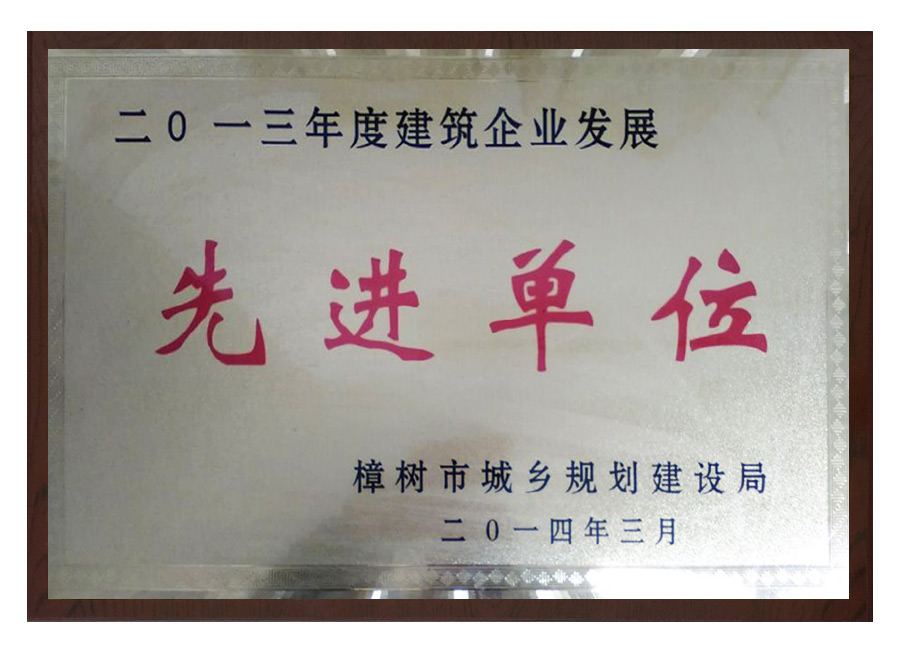 二0一三年度建筑企业发展
先进单位
樟树市城乡规划建设局
二0一四年三月